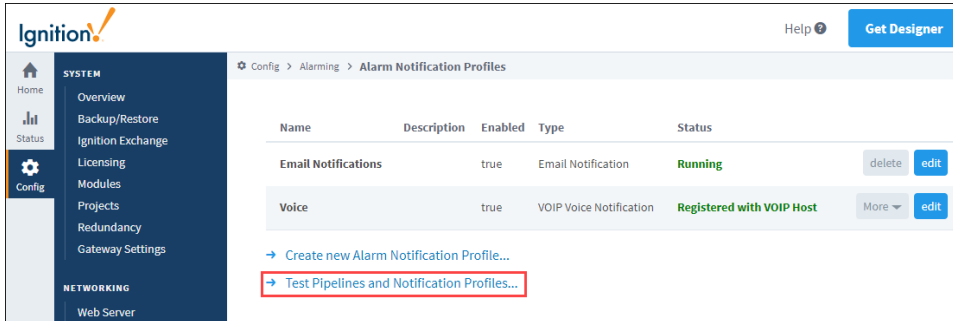 Ignition!
Help ?
Get Designer
Home
Status
Config
SYSTEM
Overview
Backup/Restore
Ignition Exchange
Licensing
Modules
Projects
Redundancy
Gateway Settings
NETWORKING
Web Server
Config > Alarming > Alarm Notification Profiles
Name Description Enabled Type Status
Email Notifications true Email Notification Running delete edit
Voice true VOIP Voice Notification Registered with VOIP Host More edit
→ Create new Alarm Notification Profile...
→ Test Pipelines and Notification Profiles...